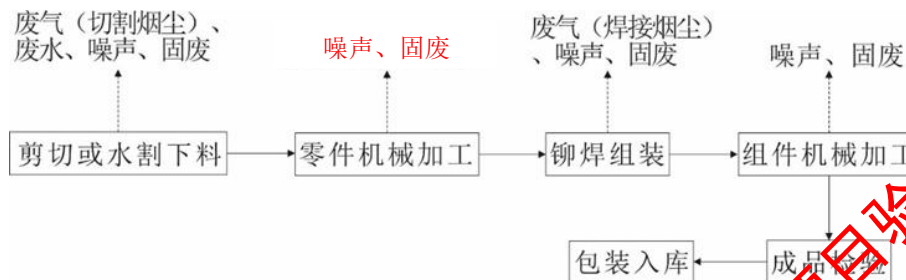 废气（切割烟尘）、
废水、噪声、固废
噪声、固废
废气（焊接烟尘）
、噪声、固废
噪声、固废
剪切或水割下料
零件机械加工
铆焊组装
组件机械加工
包装入库
成品检验
目验